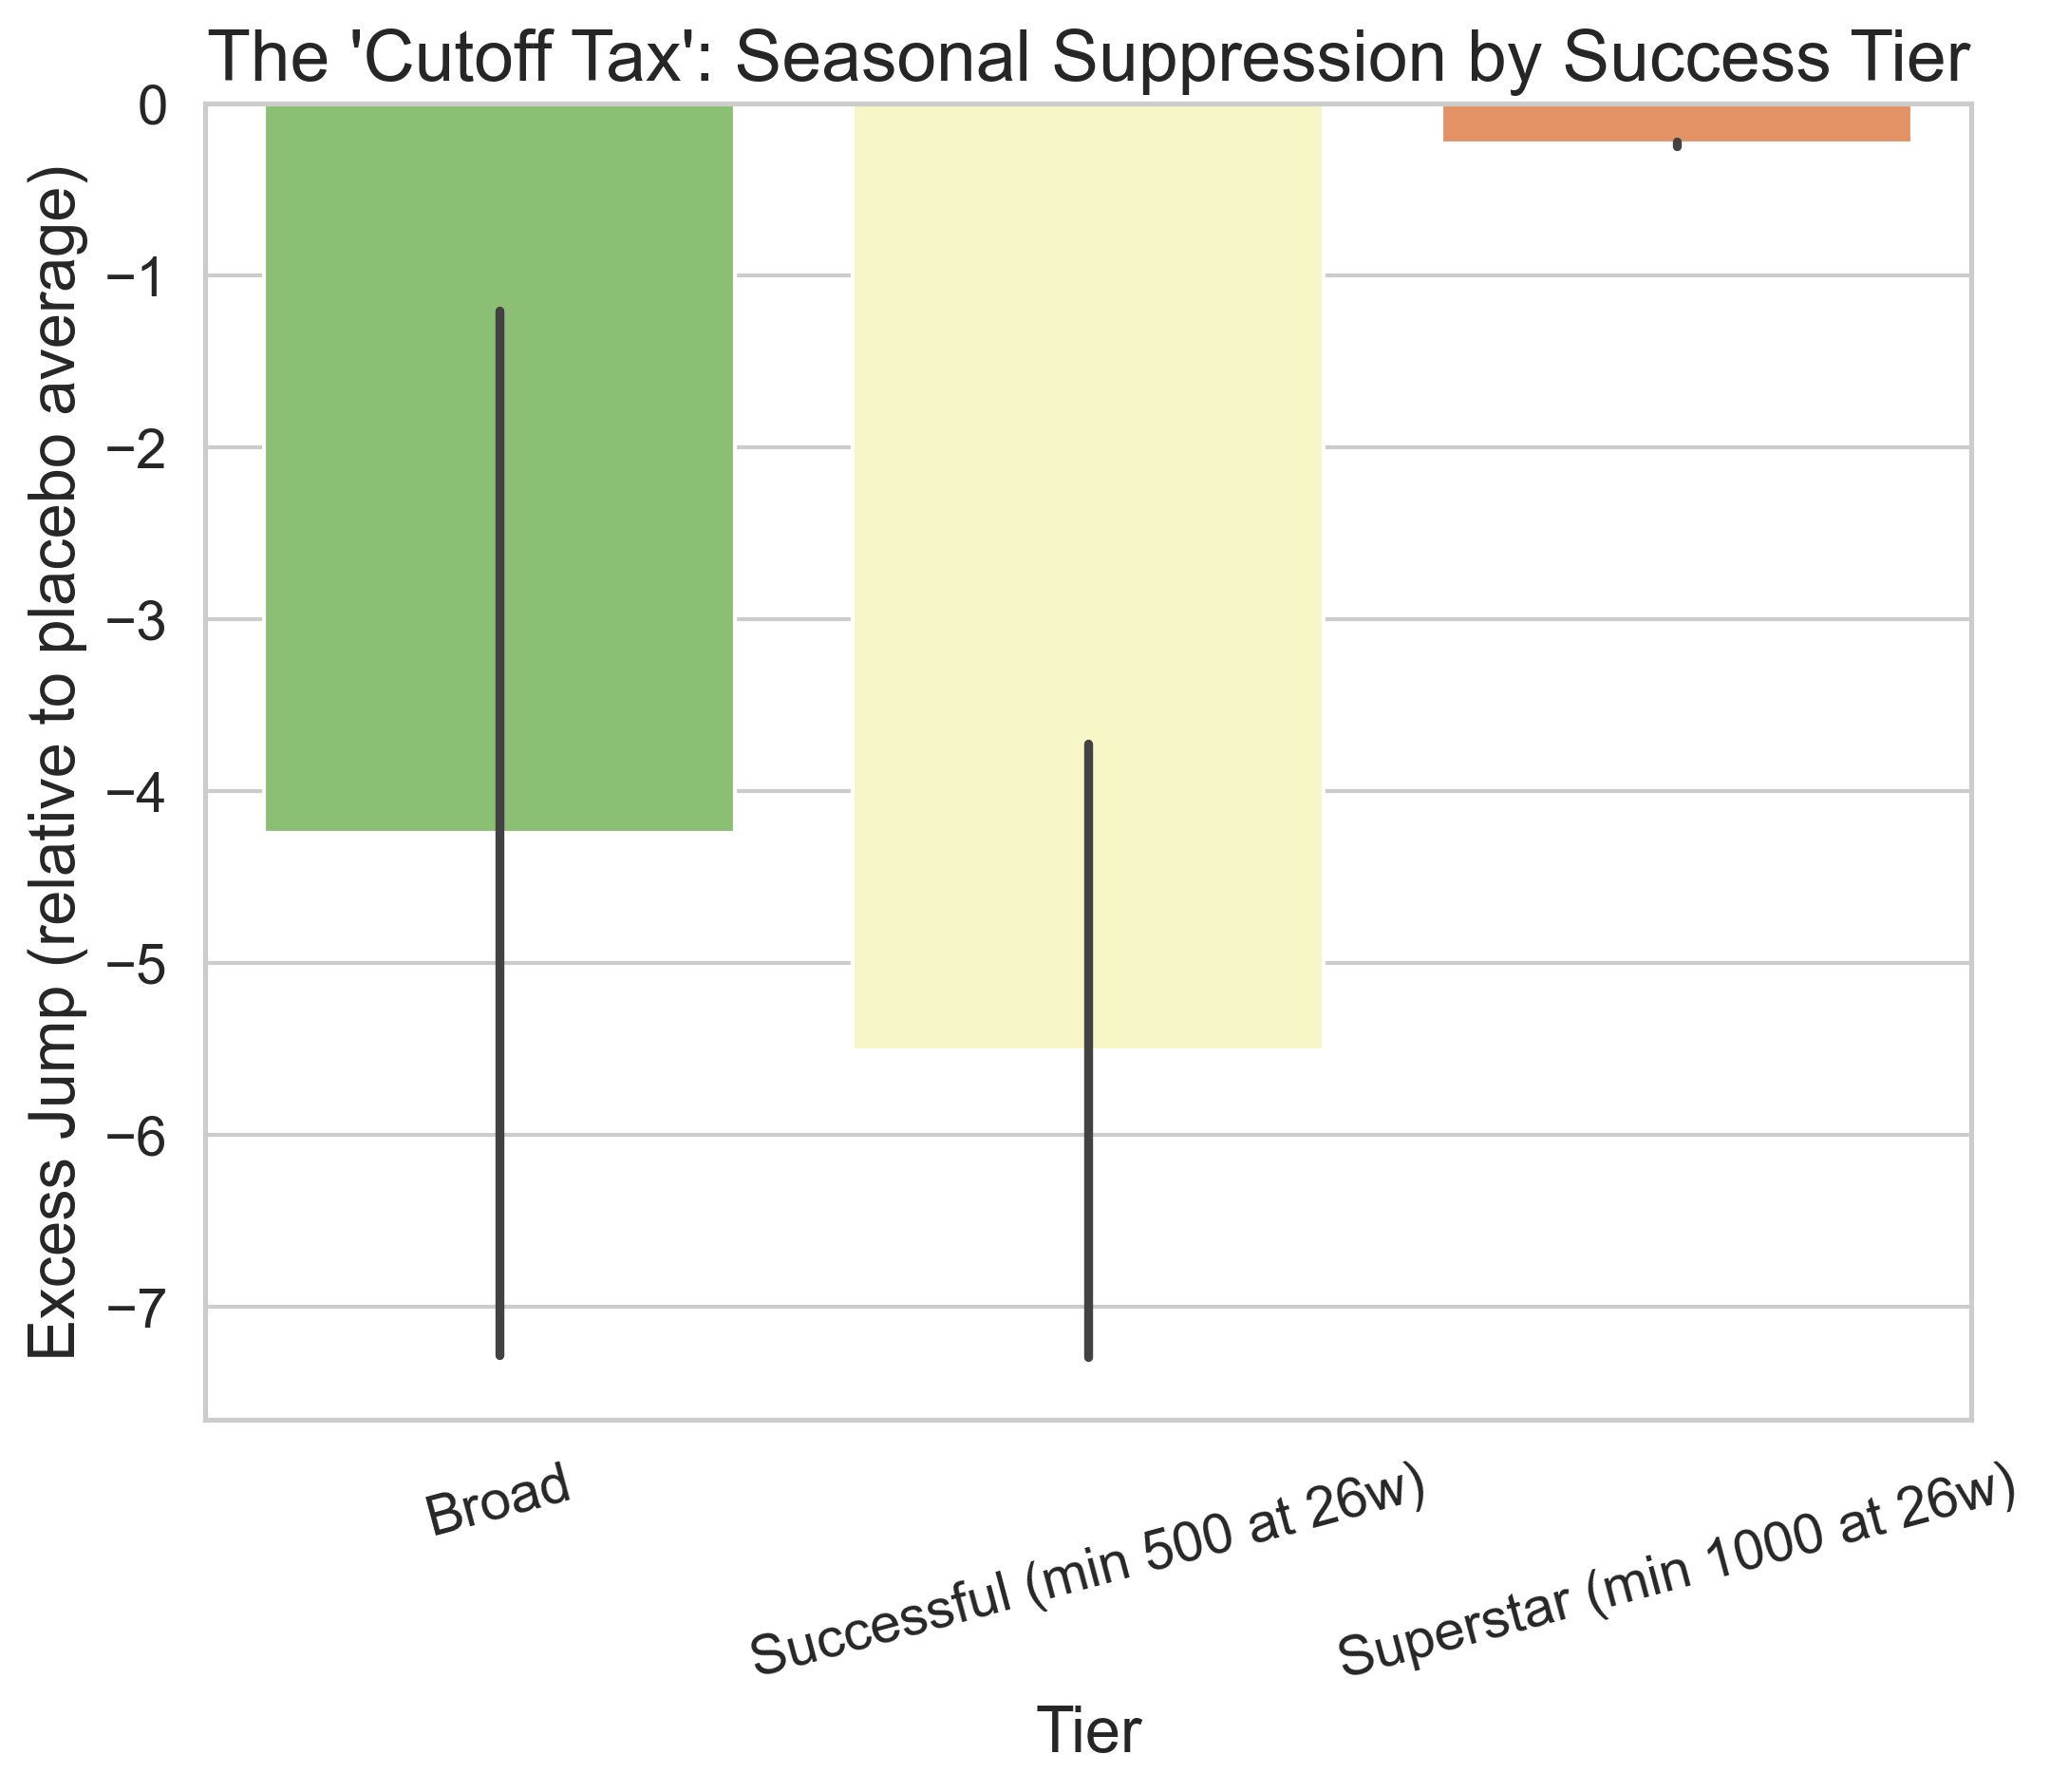 The 'Cutoff Tax': Seasonal Suppression by Success Tier
Excess Jump (relative to placebo average)
0
−1
−2
−3
−4
−5
−6
−7
Broad
Successful (min 500 at 26w)
Superstar (min 1000 at 26w)
Tier